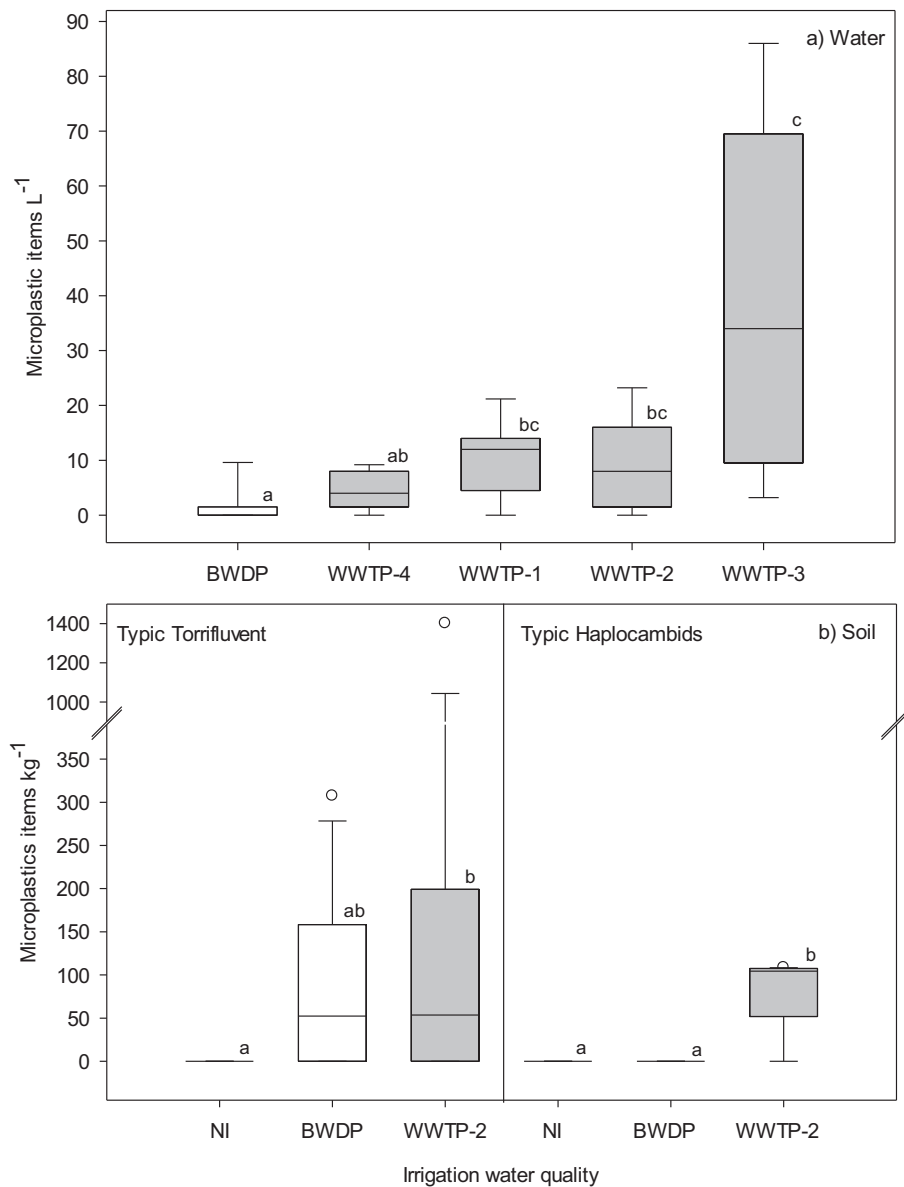 90
a) Water
80
70
c
60
50
40
30
20
bc
bc
10
ab
a
0
Microplastic items L-1
BWDP WWTP-4 WWTP-1 WWTP-2 WWTP-3
1400
Typic Torrifluvent
Typic Haplocambids
b) Soil
1200
1000
350
300
250
200
b
150
ab
100
b
50
0
a
a
a
Microplastics items kg-1
NI BWDP WWTP-2 NI BWDP WWTP-2
Irrigation water quality